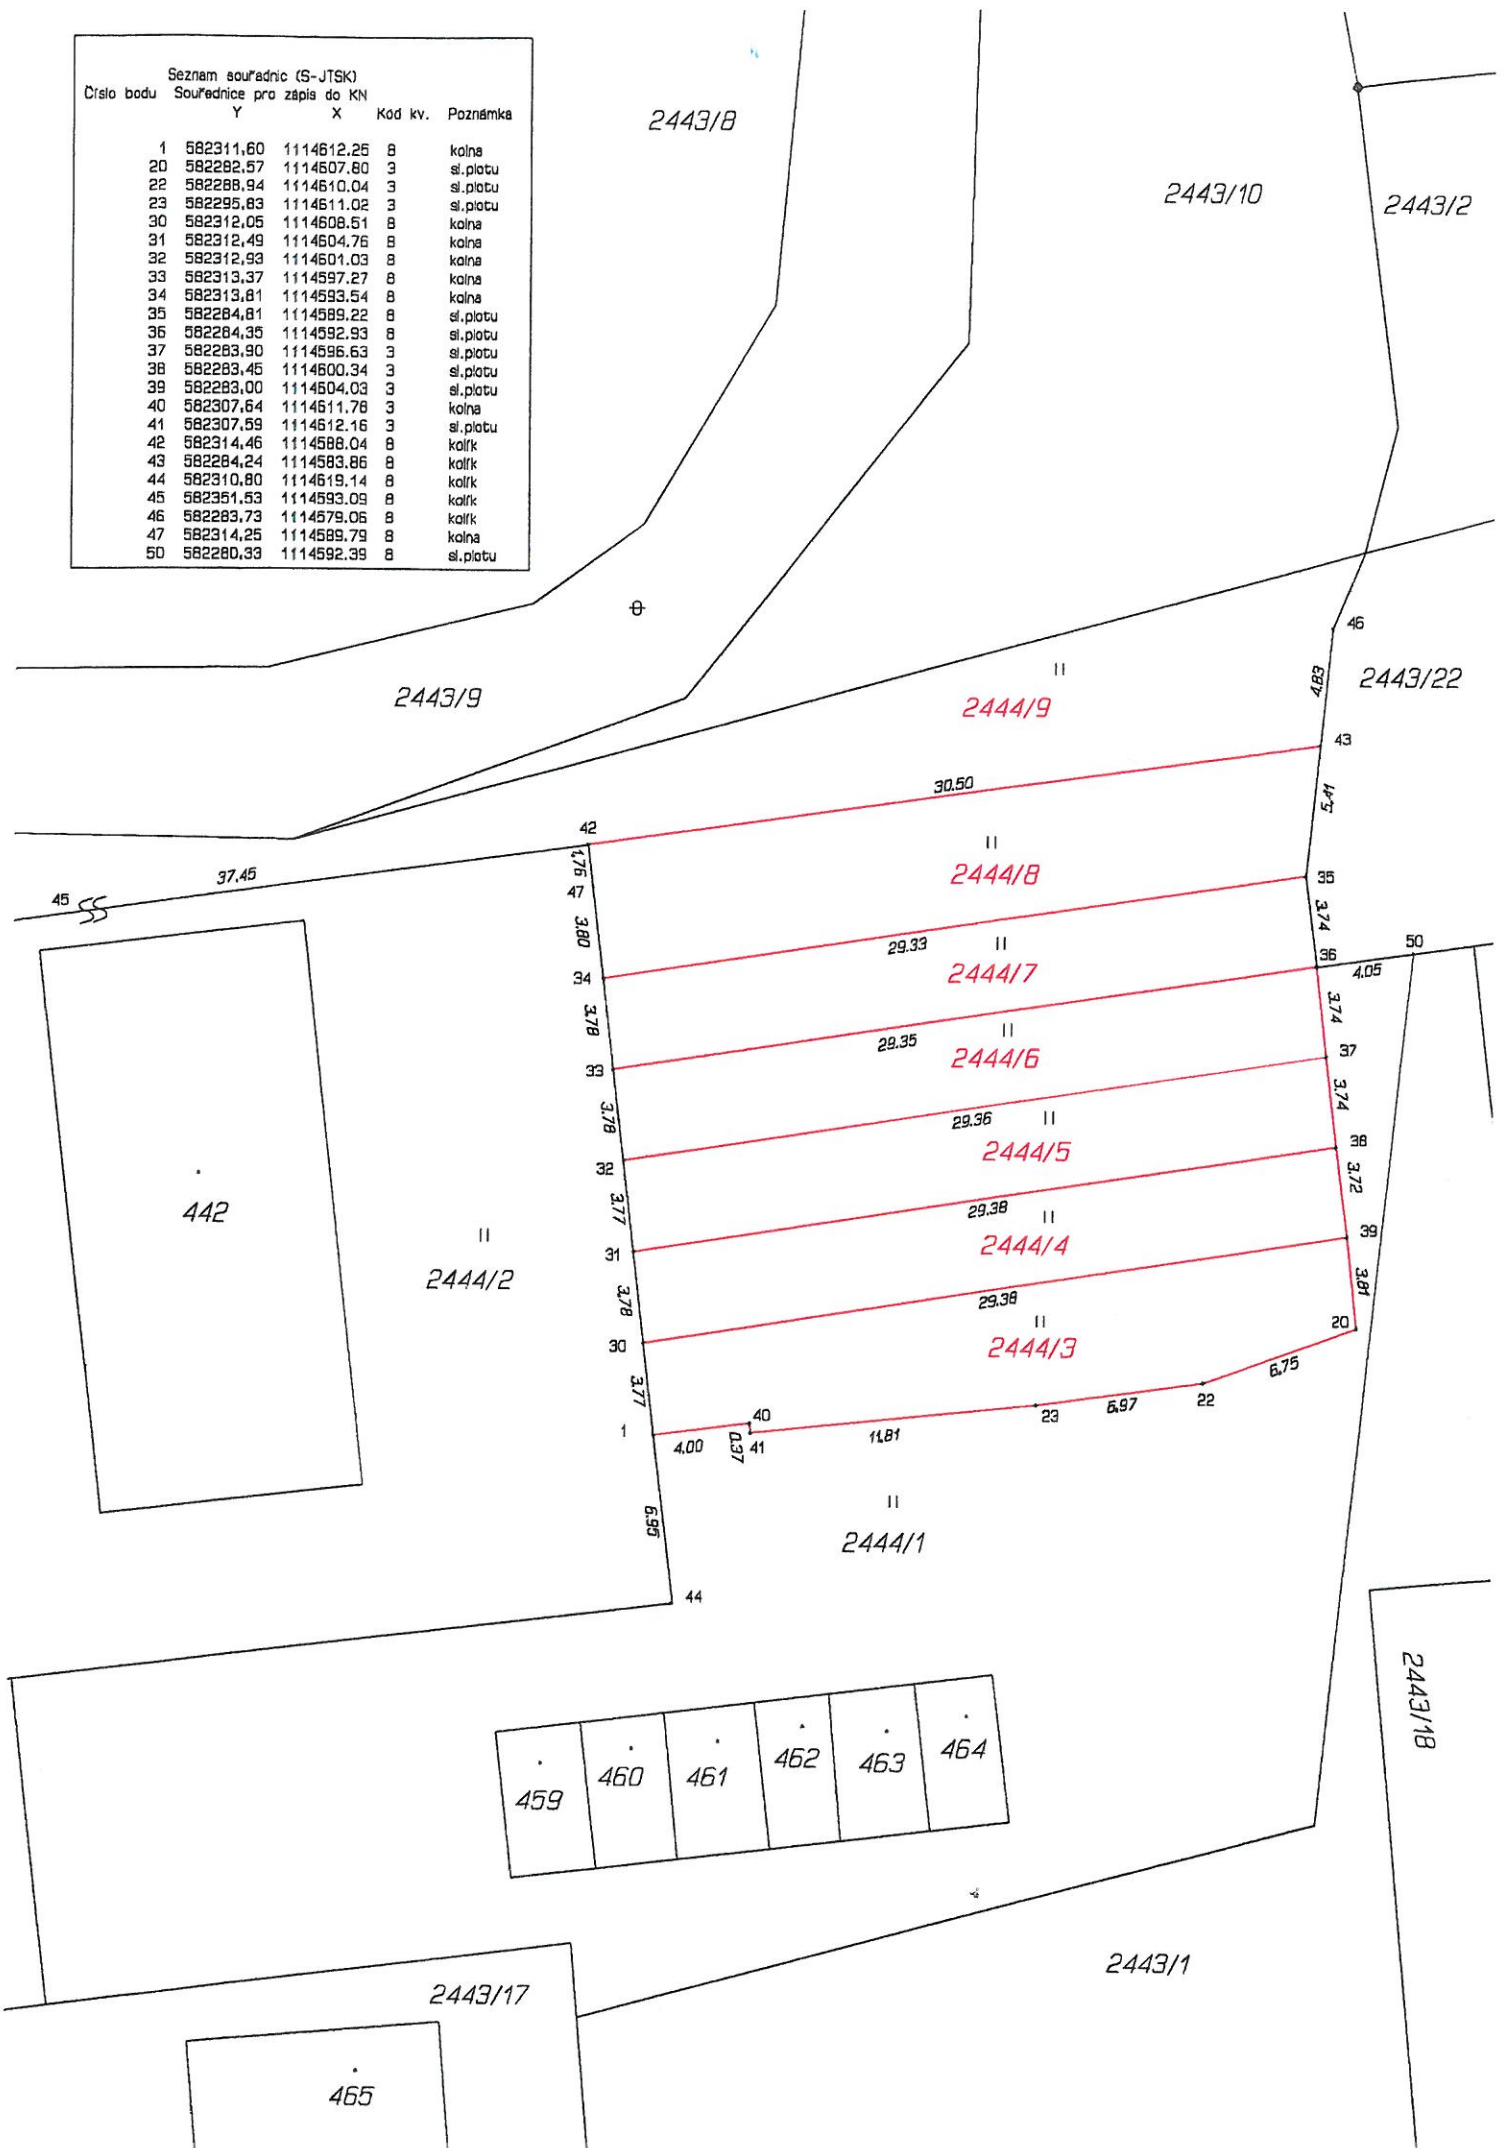 Seznam souřadnic (S-JTSK)
Číslo bodu Souřadnice pro zápis do KN
Y X Kód kv. Poznámka
1 582311,60 1114612.25 8 kolna
20 582282,57 1114607.80 3 sl.plotu
22 582288,94 1114610.04 3 sl.plotu
23 582295,83 1114611.02 3 sl.plotu
30 582312,05 1114608.51 8 kolna
31 582312,49 1114604.76 8 kolna
32 582312,93 1114601.03 8 kolna
33 582313,37 1114597.27 8 kolna
34 582313,81 1114593.54 8 kolna
35 582284,81 1114589.22 8 sl.plotu
36 582284,35 1114592.93 8 sl.plotu
37 582283,90 1114596.63 3 sl.plotu
38 582283,45 1114600.34 3 sl.plotu
39 582283,00 1114604.03 3 sl.plotu
40 582307,64 1114611.78 3 kolna
41 582307,59 1114612.16 3 sl.plotu
42 582314,46 1114588.04 8 kolík
43 582284,24 1114583.86 8 kolík
44 582310,80 1114619.14 8 kolík
45 582351,53 1114593.09 8 kolík
46 582283,73 1114579.06 8 kolík
47 582314,25 1114589.79 8 kolna
50 582280,33 1114592.39 8 sl.plotu
2443/8
2443/10
2443/2
46
2443/9
2444/9
4.83
2443/22
43
30.50
5.41
42
1.76
37.45
45
47
2444/8
35
3.80
29.33
3.74
50
34
2444/7
36
4.05
3.78
29.35
3.74
33
2444/6
37
3.78
29.36
3.74
32
2444/5
38
442
3.77
29.38
3.72
31
2444/4
39
2444/2
3.78
29.38
3.81
30
2444/3
20
3.77
6.75
1
40
23
6.97
22
4.00
0.37
41
11.81
6.95
2444/1
44
2443/18
459
460
461
462
463
464
2443/1
2443/17
465